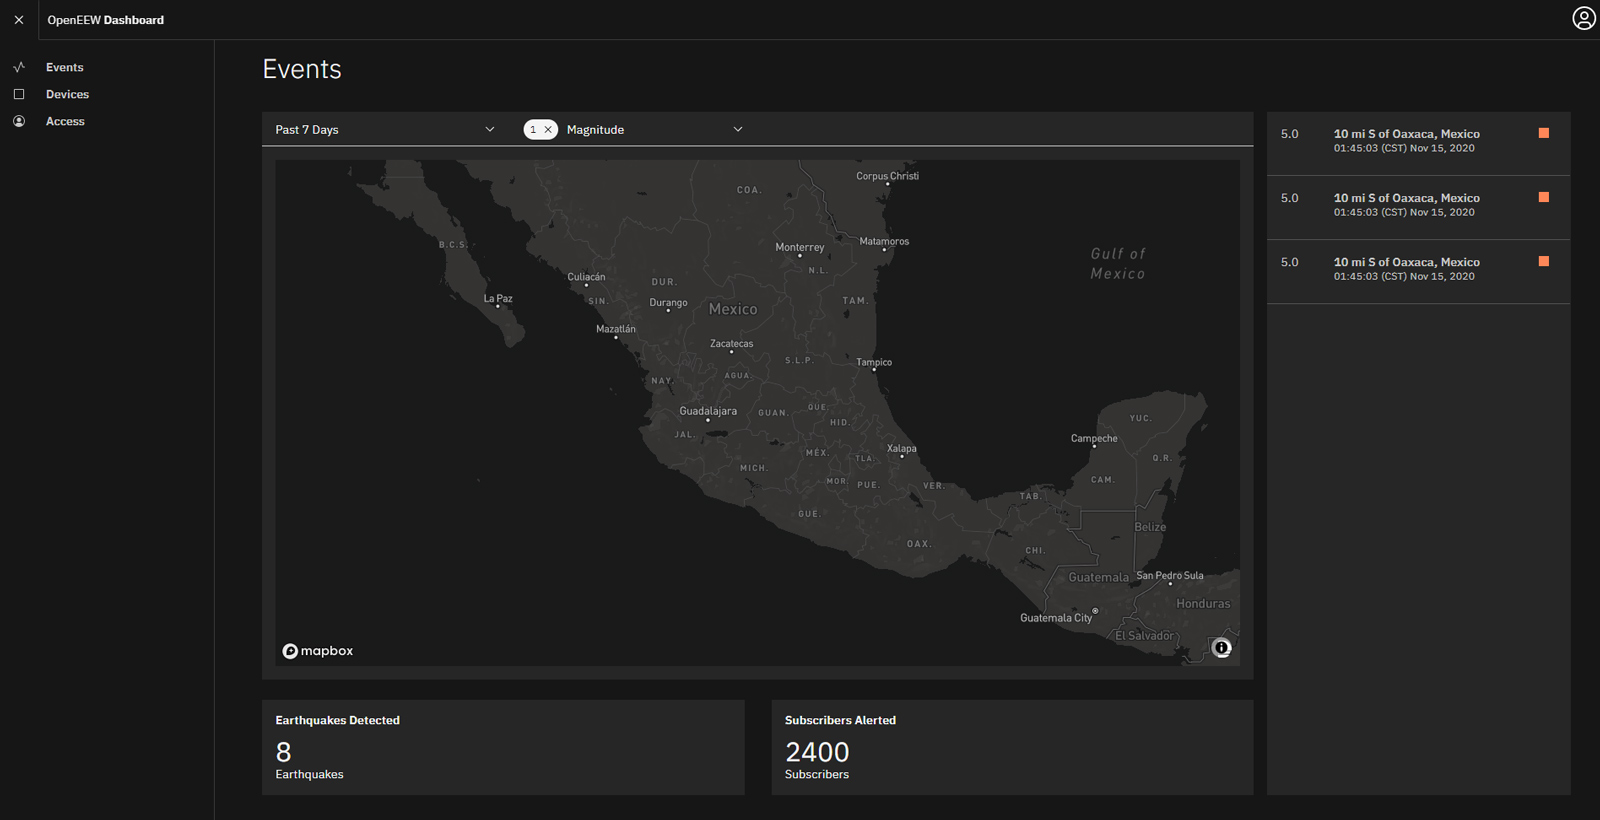 OpenEEW Dashboard
Events
Devices
Access
Events
Past 7 Days
1
Magnitude
Corpus Christi
COA.
Monterrey
Matamoros
Gulf of
Mexico
B.C.S.
N.L.
Culiacán
DUR.
La Paz
SIN.
Durango
TAM.
Mexico
Mazatlán
Zacatecas
S.L.P.
Tampico
NAY.
AGUA.
Guadalajara
GUAN.
QUE.
HID.
YUC.
JAL.
Campeche
Xalapa
MÉX.
TLA.
Q.R.
MICH.
MOR.
PUE.
VER.
CAM.
TAB.
GUE.
Belize
OAX.
CHI.
Guatemala
San Pedro Sula
Honduras
Guatemala City
El Salvador
mapbox
5.0 10 mi S of Oaxaca, Mexico
01:45:03 (CST) Nov 15, 2020
5.0 10 mi S of Oaxaca, Mexico
01:45:03 (CST) Nov 15, 2020
5.0 10 mi S of Oaxaca, Mexico
01:45:03 (CST) Nov 15, 2020
Earthquakes Detected
8
Earthquakes
Subscribers Alerted
2400
Subscribers